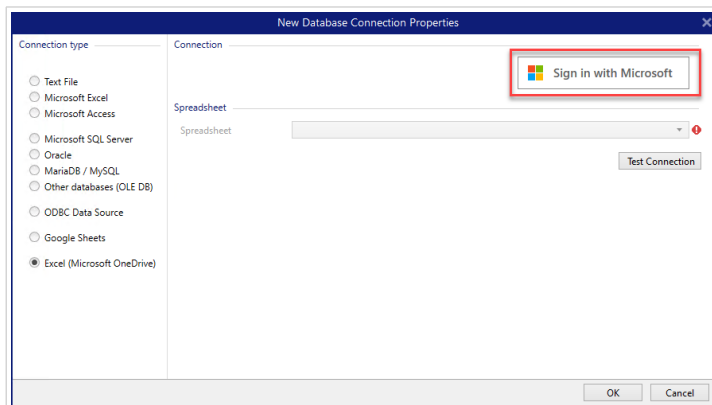 New Database Connection Properties
Connection type
Text File
Microsoft Excel
Microsoft Access
Microsoft SQL Server
Oracle
MariaDB / MySQL
Other databases (OLE DB)
ODBC Data Source
Google Sheets
Excel (Microsoft OneDrive)
Connection
Sign in with Microsoft
Spreadsheet
Spreadsheet
Test Connection
OK
Cancel